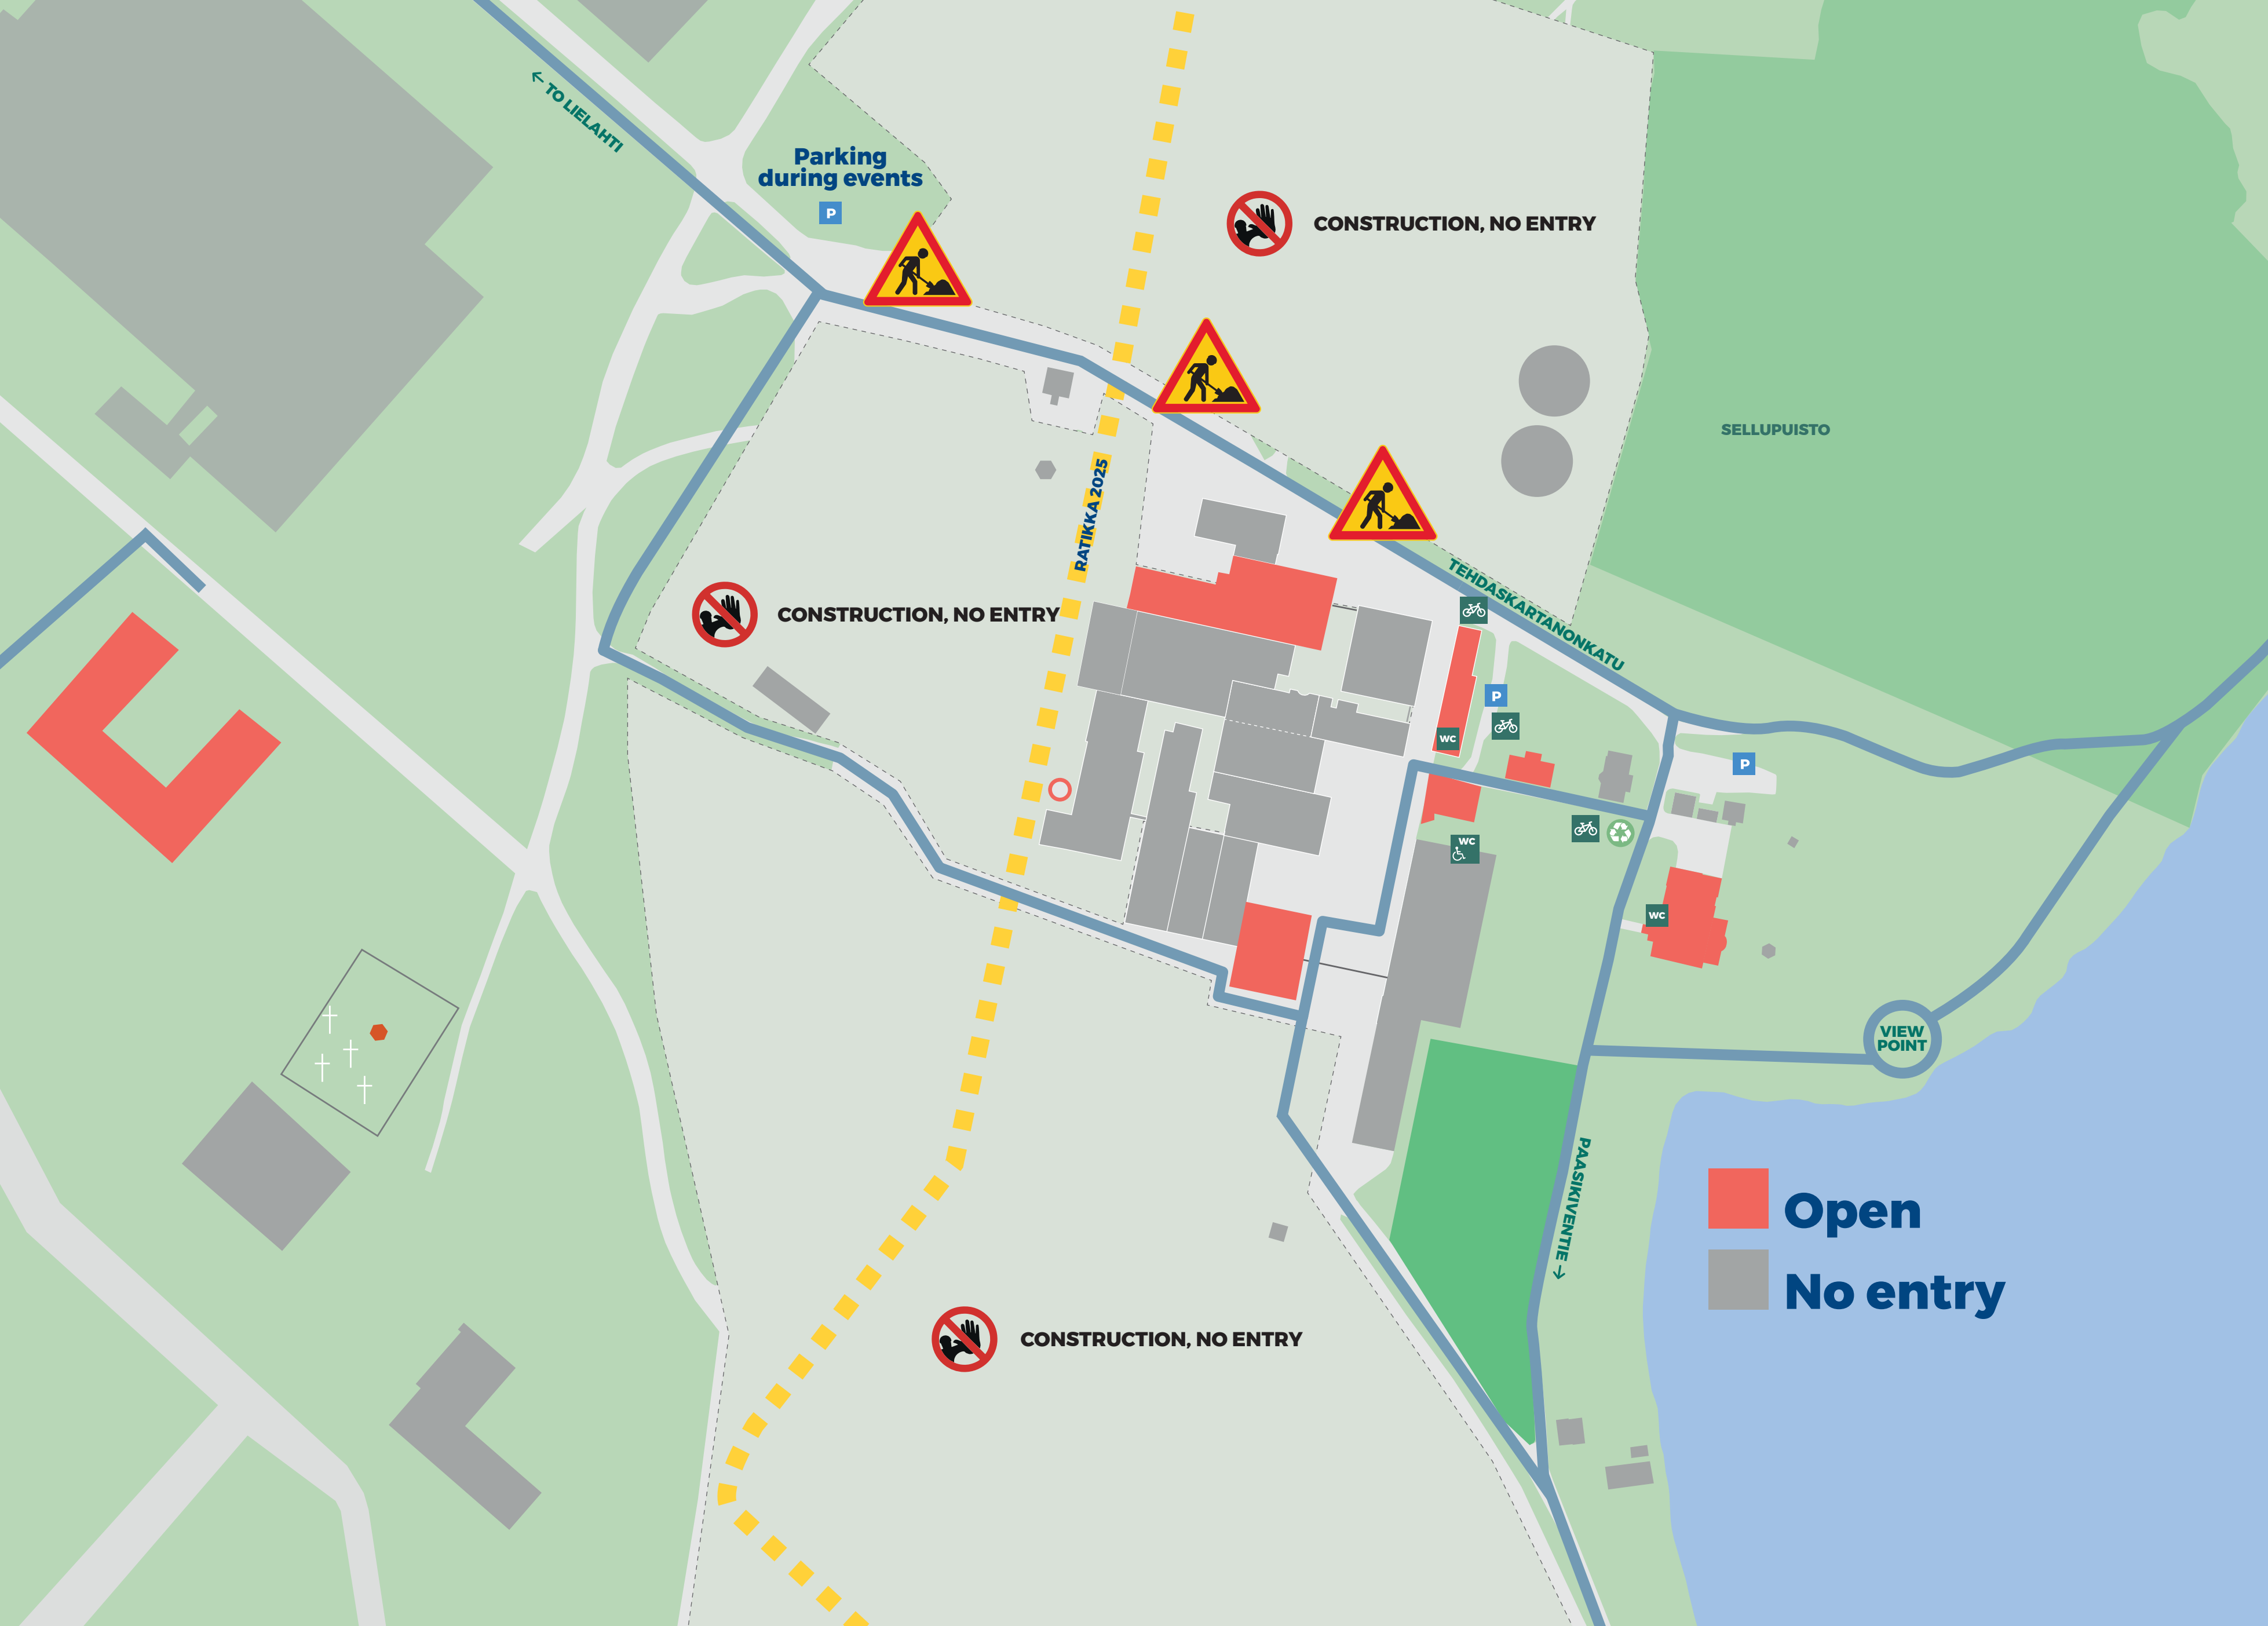 ← TO LIELAHTI
Parking
during events
P
CONSTRUCTION, NO ENTRY
SELLUPUISTO
RATIKKA 2025
TEHDASKARTANONKATU
CONSTRUCTION, NO ENTRY
P
WC
P
WC
WC
VIEW
POINT
PAASIKIVENTIE →
Open
No entry
CONSTRUCTION, NO ENTRY